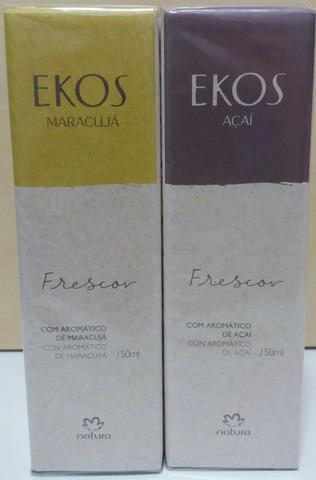 EKOS
MARACUJÁ
Frescor
COM AROMÁTICO
DE MARACUJÁ
CON AROMÁTICO
DE MARACUYÁ 150ml
natura
EKOS
AÇAÍ
Frescor
COM AROMÁTICO
DE AÇAÍ
CON AROMÁTICO
DE ASAÍ 150ml
natura